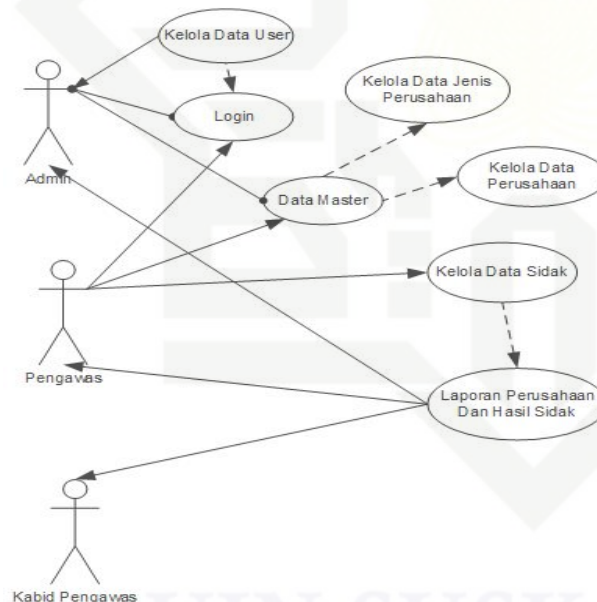 Kelola Data User
Kelola Data Jenis
Perusahaan
Login
Admin
Data Master
Kelola Data
Perusahaan
Kelola Data Sidak
Pengawas
Laporan Perusahaan
Dan Hasil Sidak
Kabid Pengawas